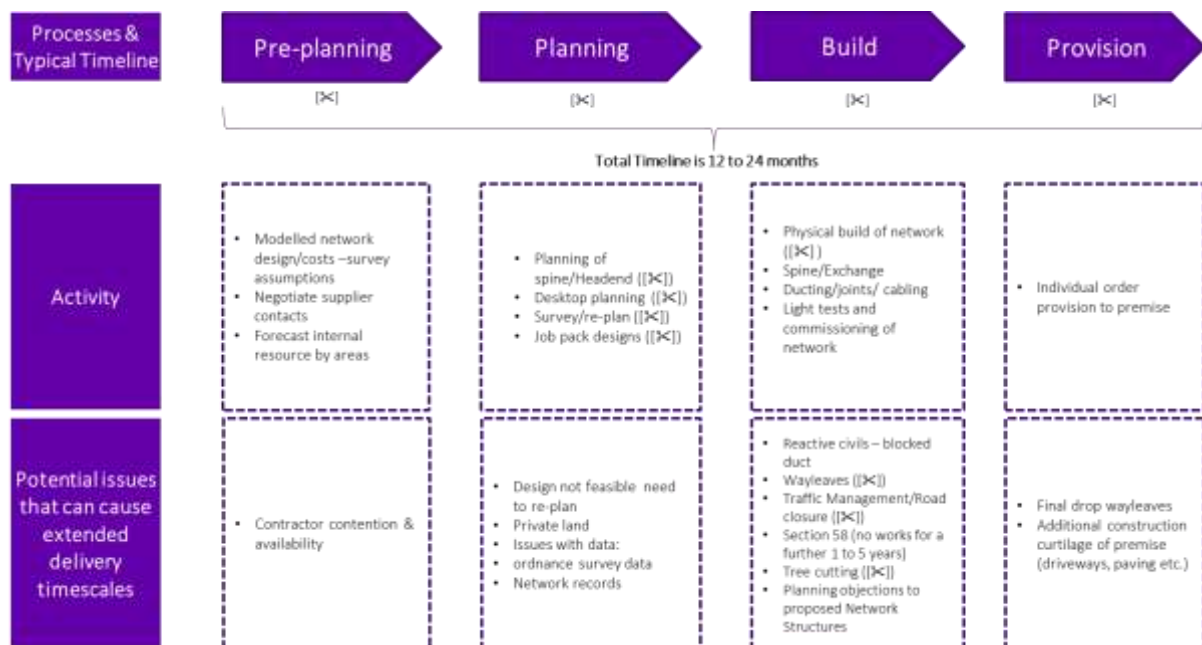 Processes &
Typical Timeline
Pre-planning
Planning
Build
Provision
[✂]
[✂]
[✂]
[✂]
Total Timeline is 12 to 24 months
Activity
• Modelled network
design/costs –survey
assumptions
• Negotiate supplier
contacts
• Forecast internal
resource by areas
• Planning of
spine/Headend ([✂])
• Desktop planning ([✂])
• Survey/re-plan ([✂])
• Job pack designs ([✂])
• Physical build of network
([✂] )
• Spine/Exchange
• Ducting/joints/ cabling
• Light tests and
commissioning of
network
• Individual order
provision to premise
Potential issues
that can cause
extended
delivery
timescales
• Contractor contention &
availability
• Design not feasible need
to re-plan
• Private land
• Issues with data:
• ordnance survey data
• Network records
• Reactive civils – blocked
duct
• Wayleaves ([✂])
• Traffic Management/Road
closure ([✂])
• Section 58 (no works for a
further 1 to 5 years)
• Tree cutting ([✂])
• Planning objections to
proposed Network
Structures
• Final drop wayleaves
• Additional construction
curtilage of premise
(driveways, paving etc.)